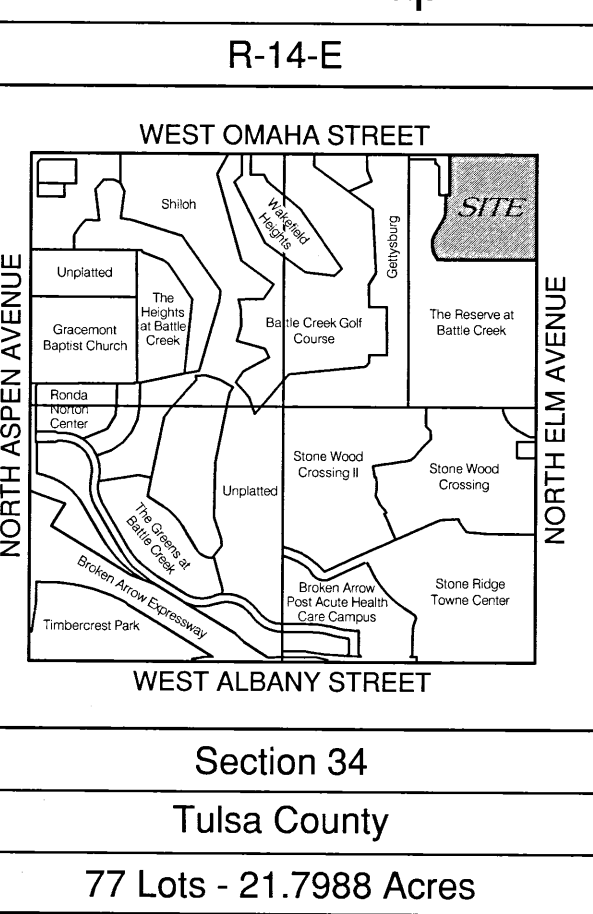 R-14-E
WEST OMAHA STREET
Shiloh
Wakefield
Heights
Gettysburg
SITE
NORTH ASPEN AVENUE
Unplatted
The
Heights
at Battle
Creek
Gracemont
Baptist Church
Battle Creek Golf
Course
The Reserve at
Battle Creek
NORTH ELM AVENUE
Ronda
Norton
Center
Stone Wood
Crossing II
Stone Wood
Crossing
Unplatted
The Greens at
Battle Creek
Broken Arrow Expressway
Broken Arrow
Post Acute Health
Care Campus
Stone Ridge
Towne Center
Timbercrest Park
WEST ALBANY STREET
Section 34
Tulsa County
77 Lots - 21.7988 Acres